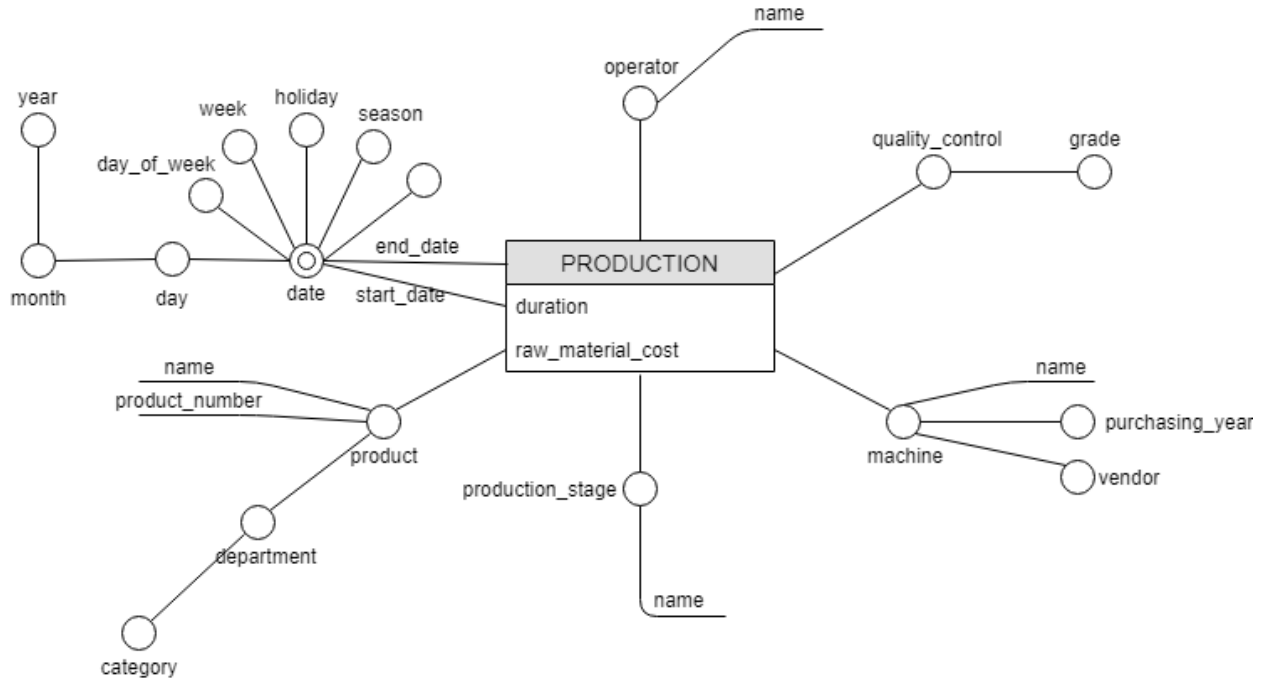 name
operator
year
week
holiday
season
day_of_week
quality_control
grade
end_date
PRODUCTION
month
day
date
start_date
duration
raw_material_cost
name
product_number
product
name
purchasing_year
machine
vendor
production_stage
department
name
category